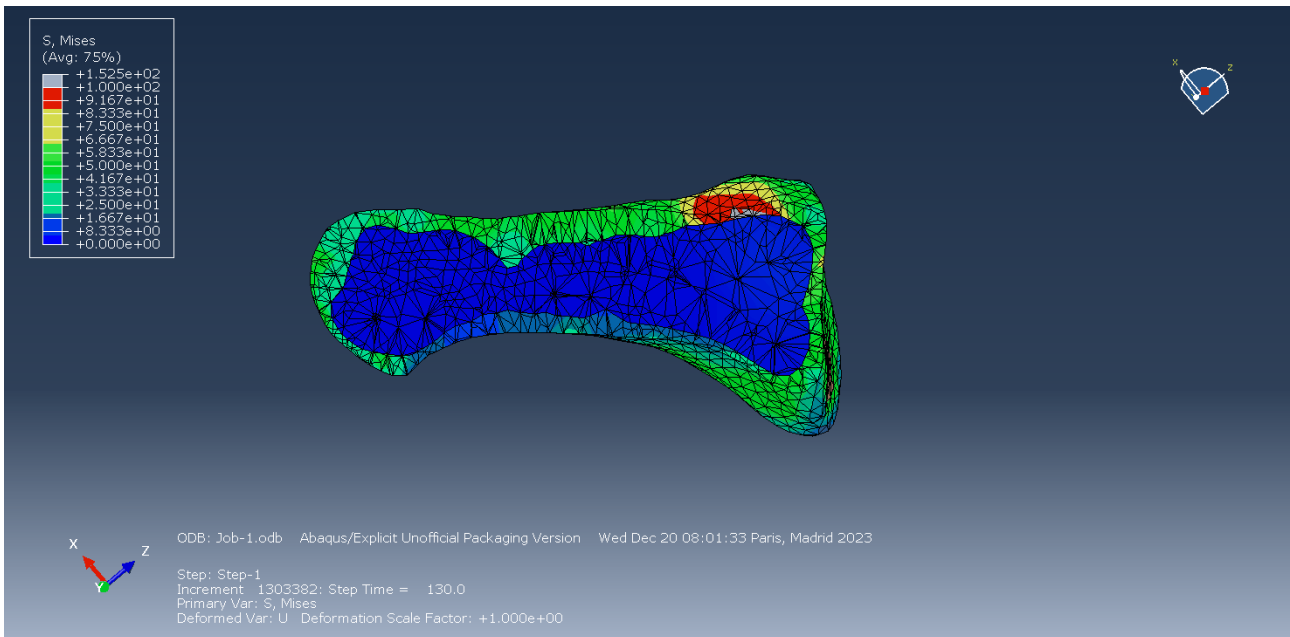 S, Mises
(Avg: 75%)
+1.525e+02
+1.000e+02
+9.167e+01
+8.333e+01
+7.500e+01
+6.667e+01
+5.833e+01
+5.000e+01
+4.167e+01
+3.333e+01
+2.500e+01
+1.667e+01
+8.333e+00
+0.000e+00
X
Z
X
Z
Y
ODB: Job-1.odb Abaqus/Explicit Unofficial Packaging Version Wed Dec 20 08:01:33 Paris, Madrid 2023
Step: Step-1
Increment 1303382: Step Time = 130.0
Primary Var: S, Mises
Deformed Var: U Deformation Scale Factor: +1.000e+00